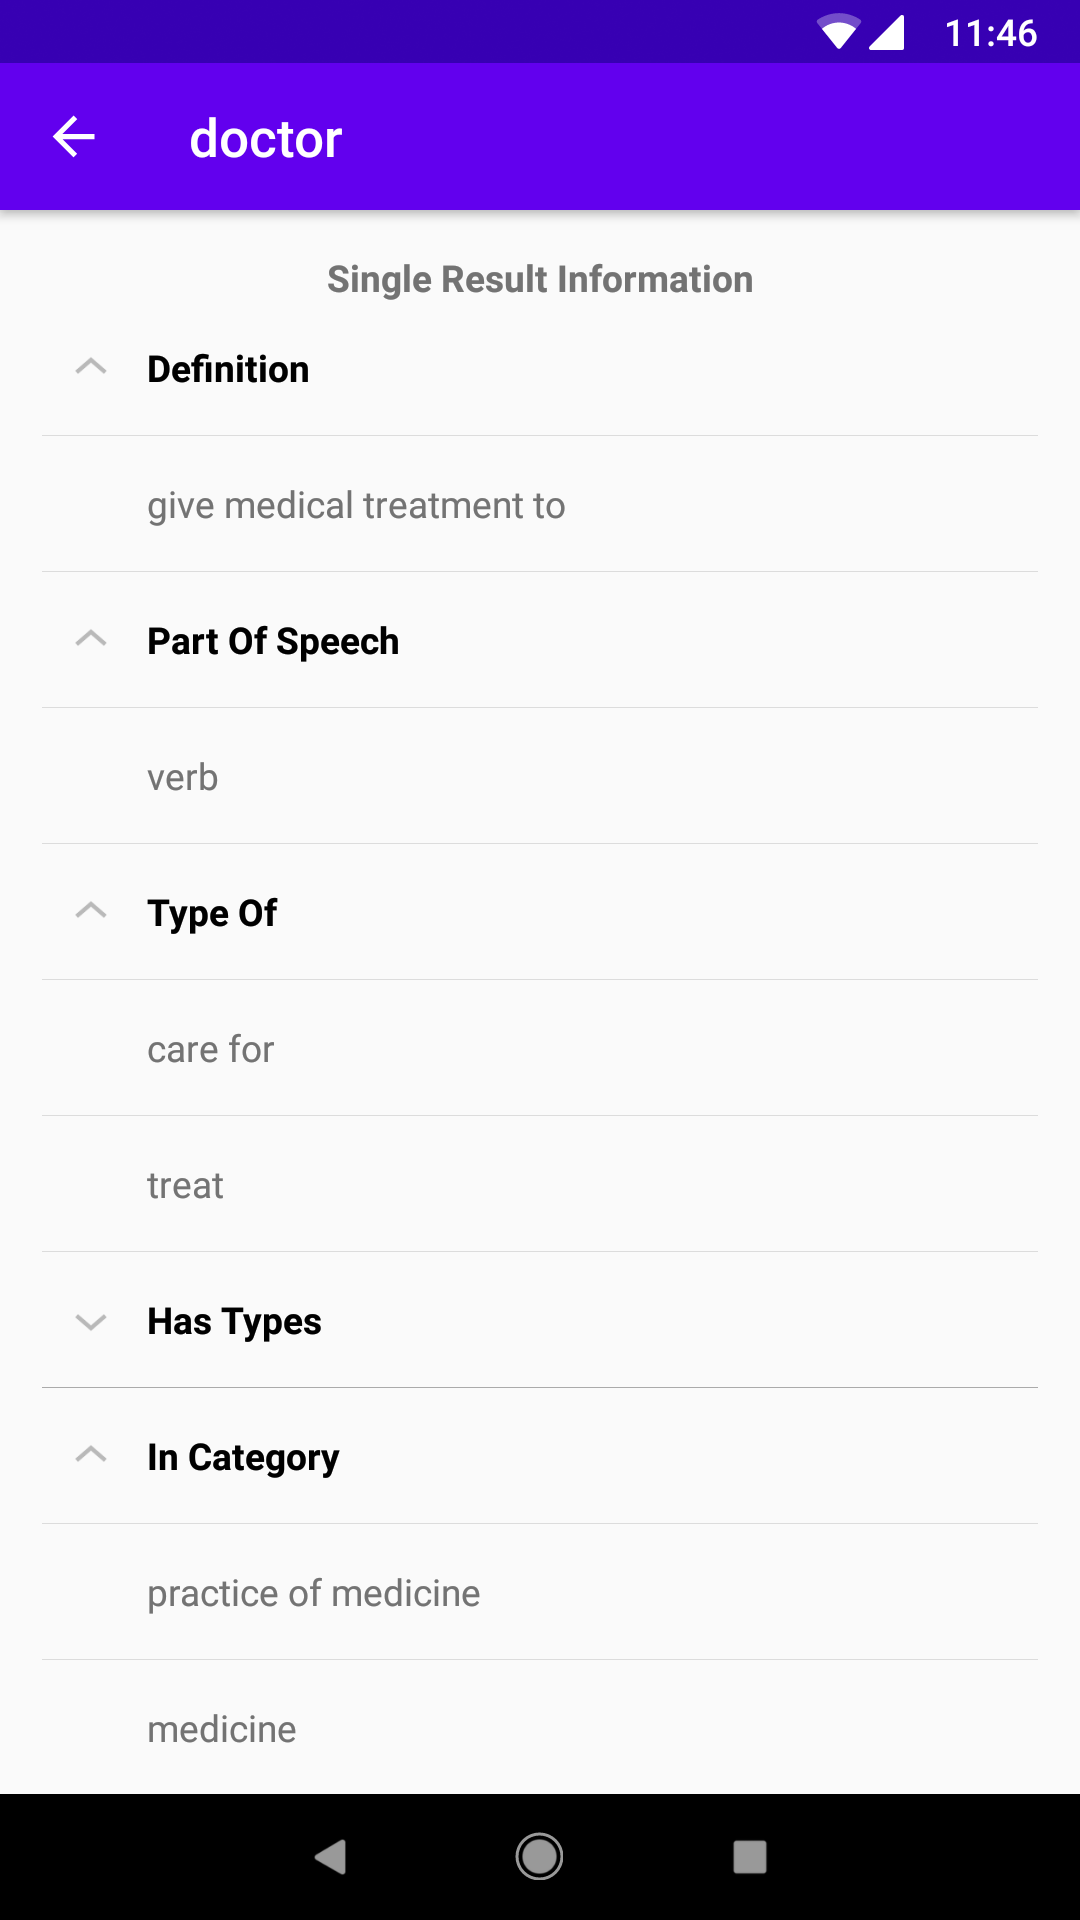 11:46
doctor
Single Result Information
Definition
give medical treatment to
Part Of Speech
verb
Type Of
care for
treat
Has Types
In Category
practice of medicine
medicine